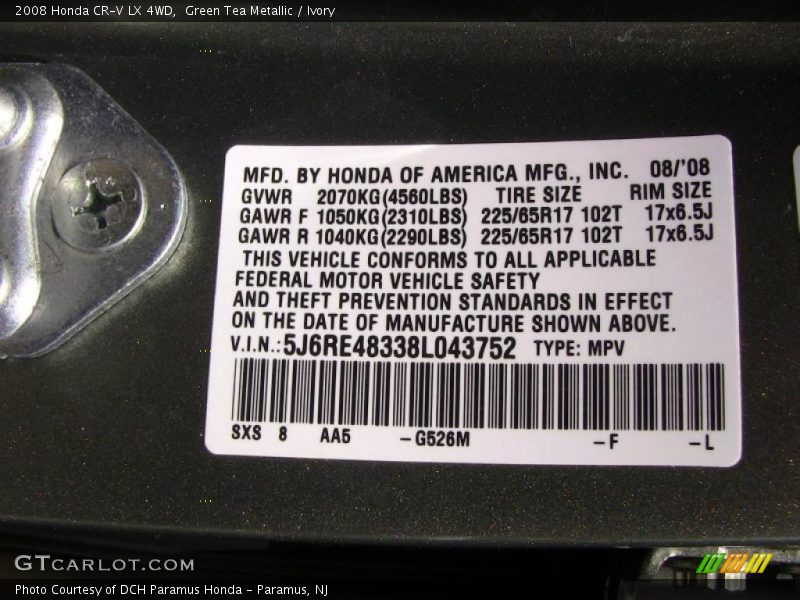 2008 Honda CR-V LX 4WD, Green Tea Metallic / Ivory
MFD. BY HONDA OF AMERICA MFG., INC. 08/'08
GVWR 2070KG(4560LBS) TIRE SIZE RIM SIZE
GAWR F 1050KG(2310LBS) 225/65R17 102T 17x6.5J
GAWR R 1040KG(2290LBS) 225/65R17 102T 17x6.5J
THIS VEHICLE CONFORMS TO ALL APPLICABLE
FEDERAL MOTOR VEHICLE SAFETY
AND THEFT PREVENTION STANDARDS IN EFFECT
ON THE DATE OF MANUFACTURE SHOWN ABOVE.
V.I.N.:5J6RE48338L043752 TYPE: MPV
SXS 8 AA5 -G526M -F -L
GTCARLOT.COM
Photo Courtesy of DCH Paramus Honda - Paramus, NJ